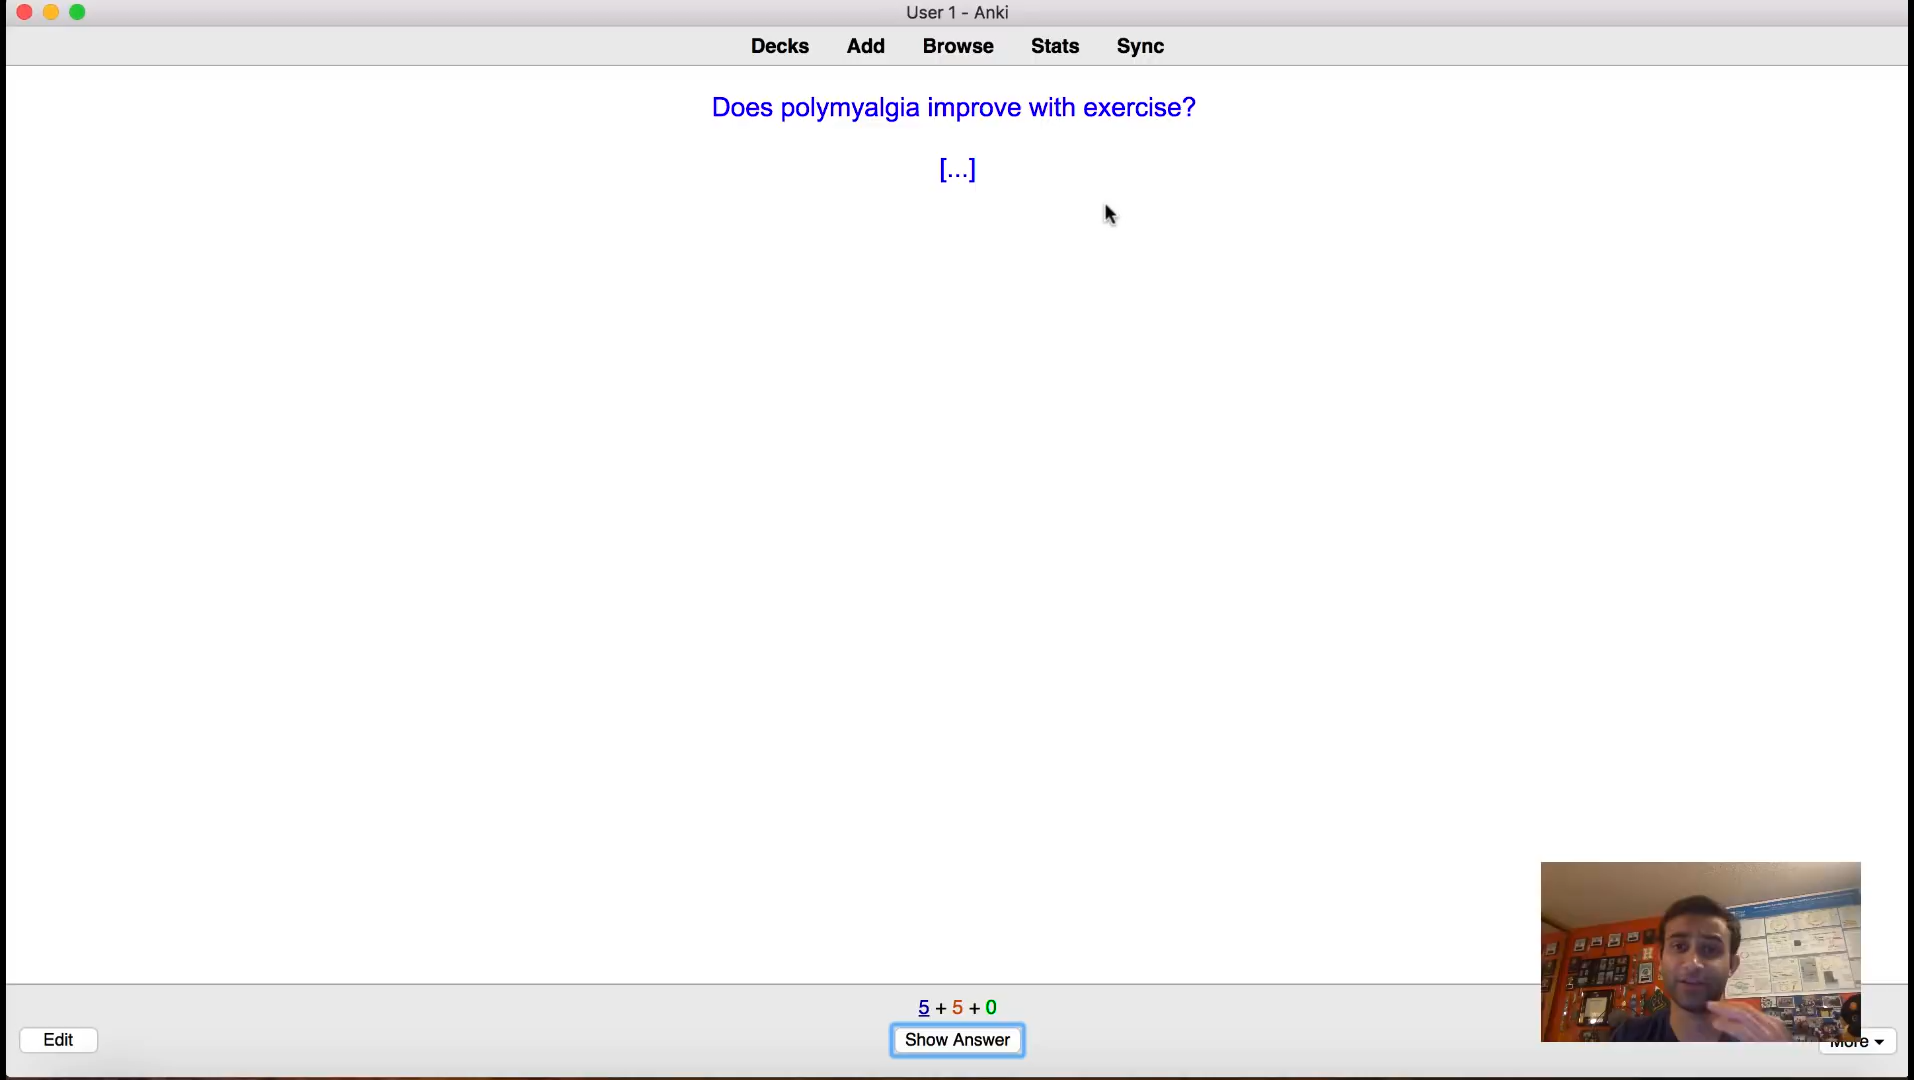 User 1 - Anki
Decks Add Browse Stats Sync
Does polymyalgia improve with exercise?
[...]
5 + 5 + 0
Edit Show Answer More